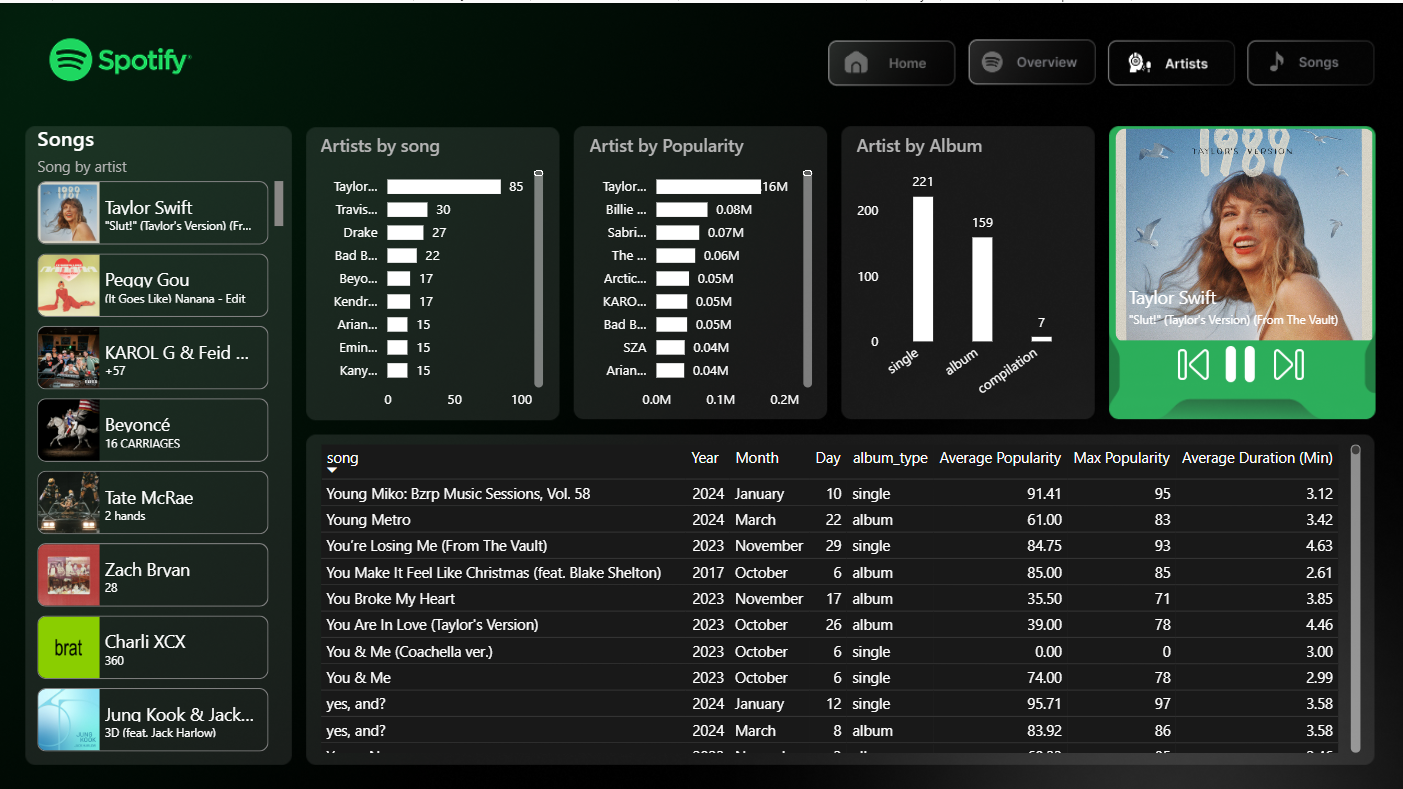 Spotify
Home
Overview
Artists
Songs
Songs
Song by artist
Taylor Swift
"Slut!" (Taylor's Version) (Fr...
Peggy Gou
(It Goes Like) Nanana - Edit
KAROL G & Feid ...
+57
Beyoncé
16 CARRIAGES
Tate McRae
2 hands
Zach Bryan
28
brat
Charli XCX
360
JUNG KOOK
Jung Kook & Jack...
3D (feat. Jack Harlow)
Artists by song
Taylor... 85
Travis... 30
Drake 27
Bad B... 22
Beyo... 17
Kendr... 17
Arian... 15
Emin... 15
Kany... 15
0 50 100
Artist by Popularity
Taylor... .16M
Billie ... 0.08M
Sabri... 0.07M
The ... 0.06M
Arctic... 0.05M
KARO... 0.05M
Bad B... 0.05M
SZA 0.04M
Arian... 0.04M
0.0M 0.1M 0.2M
Artist by Album
221
200
159
100
7
0
single
album
compilation
1989
TAYLOR'S VERSION
Taylor Swift
"Slut!" (Taylor's Version) (From The Vault)
song Year Month Day album_type Average Popularity Max Popularity Average Duration (Min)
Young Miko: Bzrp Music Sessions, Vol. 58 2024 January 10 single 91.41 95 3.12
Young Metro 2024 March 22 album 61.00 83 3.42
You're Losing Me (From The Vault) 2023 November 29 single 84.75 93 4.63
You Make It Feel Like Christmas (feat. Blake Shelton) 2017 October 6 album 85.00 85 2.61
You Broke My Heart 2023 November 17 album 35.50 71 3.85
You Are In Love (Taylor's Version) 2023 October 26 album 39.00 78 4.46
You & Me (Coachella ver.) 2023 October 6 single 0.00 0 3.00
You & Me 2023 October 6 single 74.00 78 2.99
yes, and? 2024 January 12 single 95.71 97 3.58
yes, and? 2024 March 8 album 83.92 86 3.58